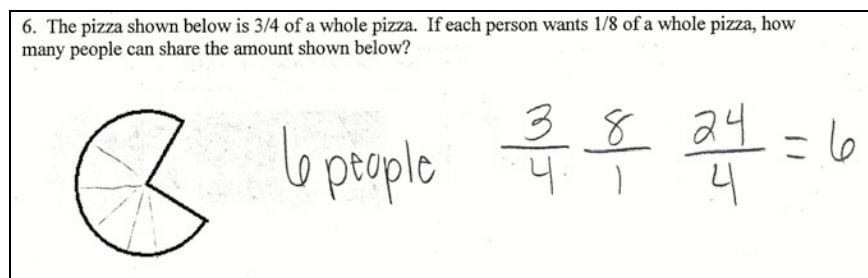 6. The pizza shown below is 3/4 of a whole pizza. If each person wants 1/8 of a whole pizza, how
many people can share the amount shown below?
6 people 3/4 8/1 24/4 = 6